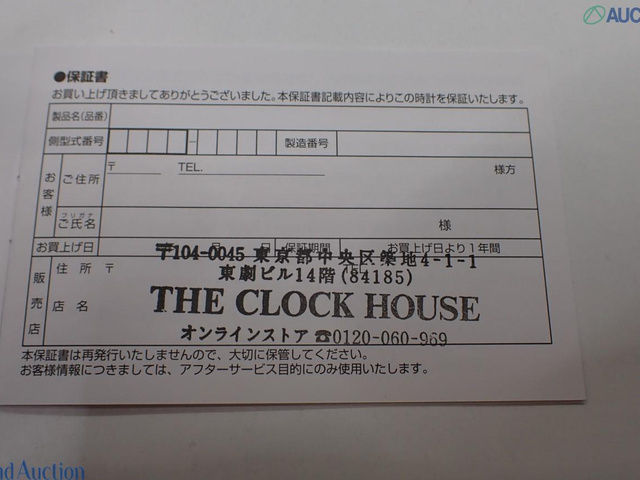 AUC
●保証書
お買い上げ頂きましてありがとうございました。本保証書記載内容によりこの時計を保証いたします。
製品名(品番)
側型式番号 - 製造番号
お客様 ご住所 〒 TEL. 様方
フリガナ
ご氏名 様
お買上げ日 年 月 日 保証期間 お買上げ日より1年間
〒104-0045 東京都中央区築地4-1-1
販売店 住所 〒
東劇ビル14階(84185)
店名 THE CLOCK HOUSE
オンラインストア ☎0120-060-969
本保証書は再発行いたしませんので、大切に保管してください。
お客様情報につきましては、アフターサービス目的にのみ使用いたします。
nd Auction